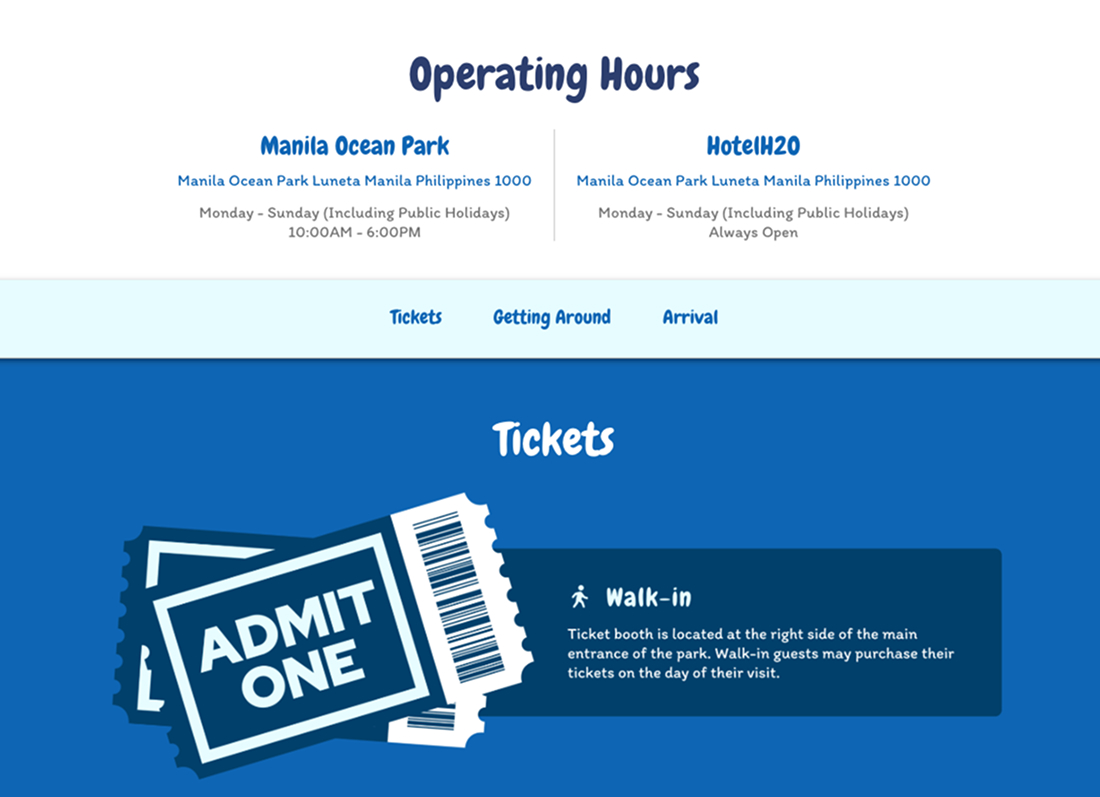 Operating Hours
Manila Ocean Park
Manila Ocean Park Luneta Manila Philippines 1000
Monday - Sunday (Including Public Holidays)
10:00AM - 6:00PM
HotelH2O
Manila Ocean Park Luneta Manila Philippines 1000
Monday - Sunday (Including Public Holidays)
Always Open
Tickets
Getting Around
Arrival
Tickets
ADMIT
ONE
Walk-in
Ticket booth is located at the right side of the main
entrance of the park. Walk-in guests may purchase their
tickets on the day of their visit.